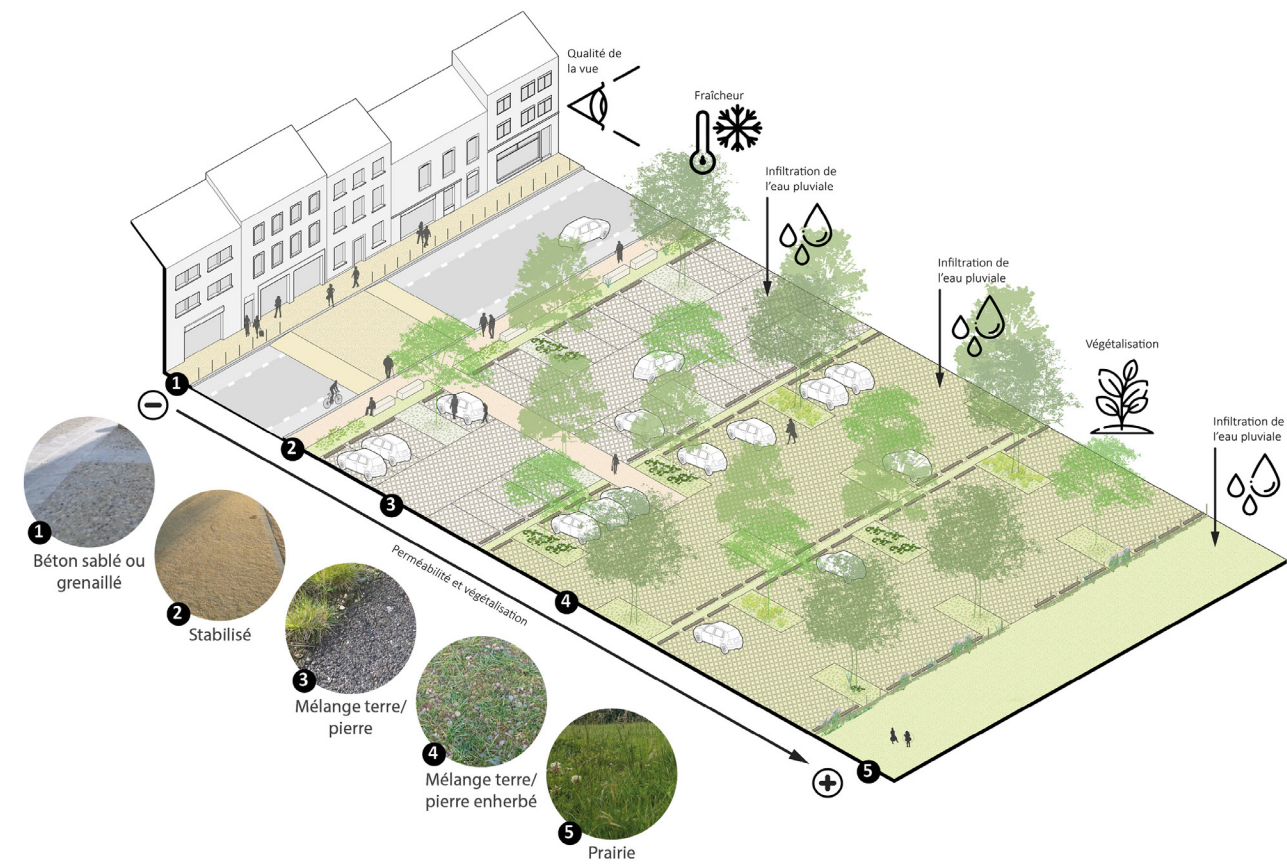 Qualité de
la vue
Fraîcheur
Infiltration de
l'eau pluviale
Infiltration de
l'eau pluviale
Végétalisation
Infiltration de
l'eau pluviale
1
2
3
4
5
Perméabilité et végétalisation
1
Béton sablé ou
grenaillé
2
Stabilisé
3
Mélange terre/
pierre
4
Mélange terre/
pierre enherbé
5
Prairie